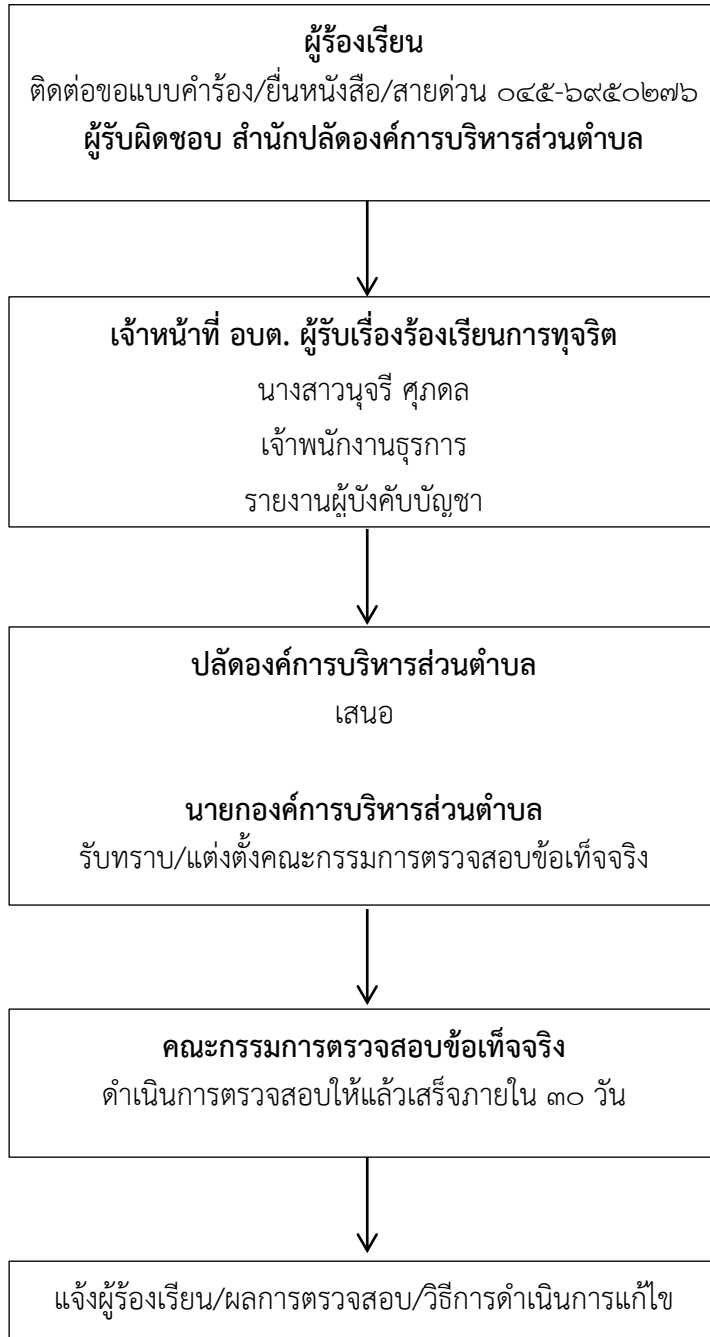 ผู้ร้องเรียน
ติดต่อขอแบบคำร้อง/ยื่นหนังสือ/สายด่วน ๐๔๕-๖๙๕๐๒๗๖
ผู้รับผิดชอบ สำนักปลัดองค์การบริหารส่วนตำบล
เจ้าหน้าที่ อบต. ผู้รับเรื่องร้องเรียนการทุจริต
นางสาวนุจรี ศุภดล
เจ้าพนักงานธุรการ
รายงานผู้บังคับบัญชา
ปลัดองค์การบริหารส่วนตำบล
เสนอ
นายกองค์การบริหารส่วนตำบล
รับทราบ/แต่งตั้งคณะกรรมการตรวจสอบข้อเท็จจริง
คณะกรรมการตรวจสอบข้อเท็จจริง
ดำเนินการตรวจสอบให้แล้วเสร็จภายใน ๓๐ วัน
แจ้งผู้ร้องเรียน/ผลการตรวจสอบ/วิธีการดำเนินการแก้ไข